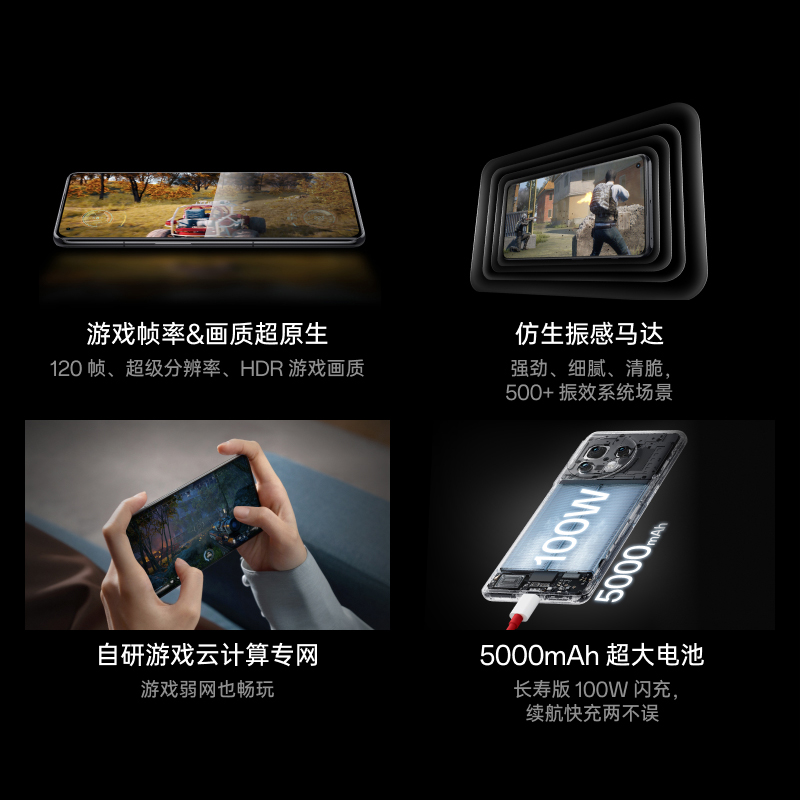 游戏帧率&画质超原生
120 帧、超级分辨率、HDR 游戏画质
仿生振感马达
强劲、细腻、清脆，
500+ 振效系统场景
自研游戏云计算专网
游戏弱网也畅玩
100W
5000mAh
5000mAh 超大电池
长寿版 100W 闪充，
续航快充两不误